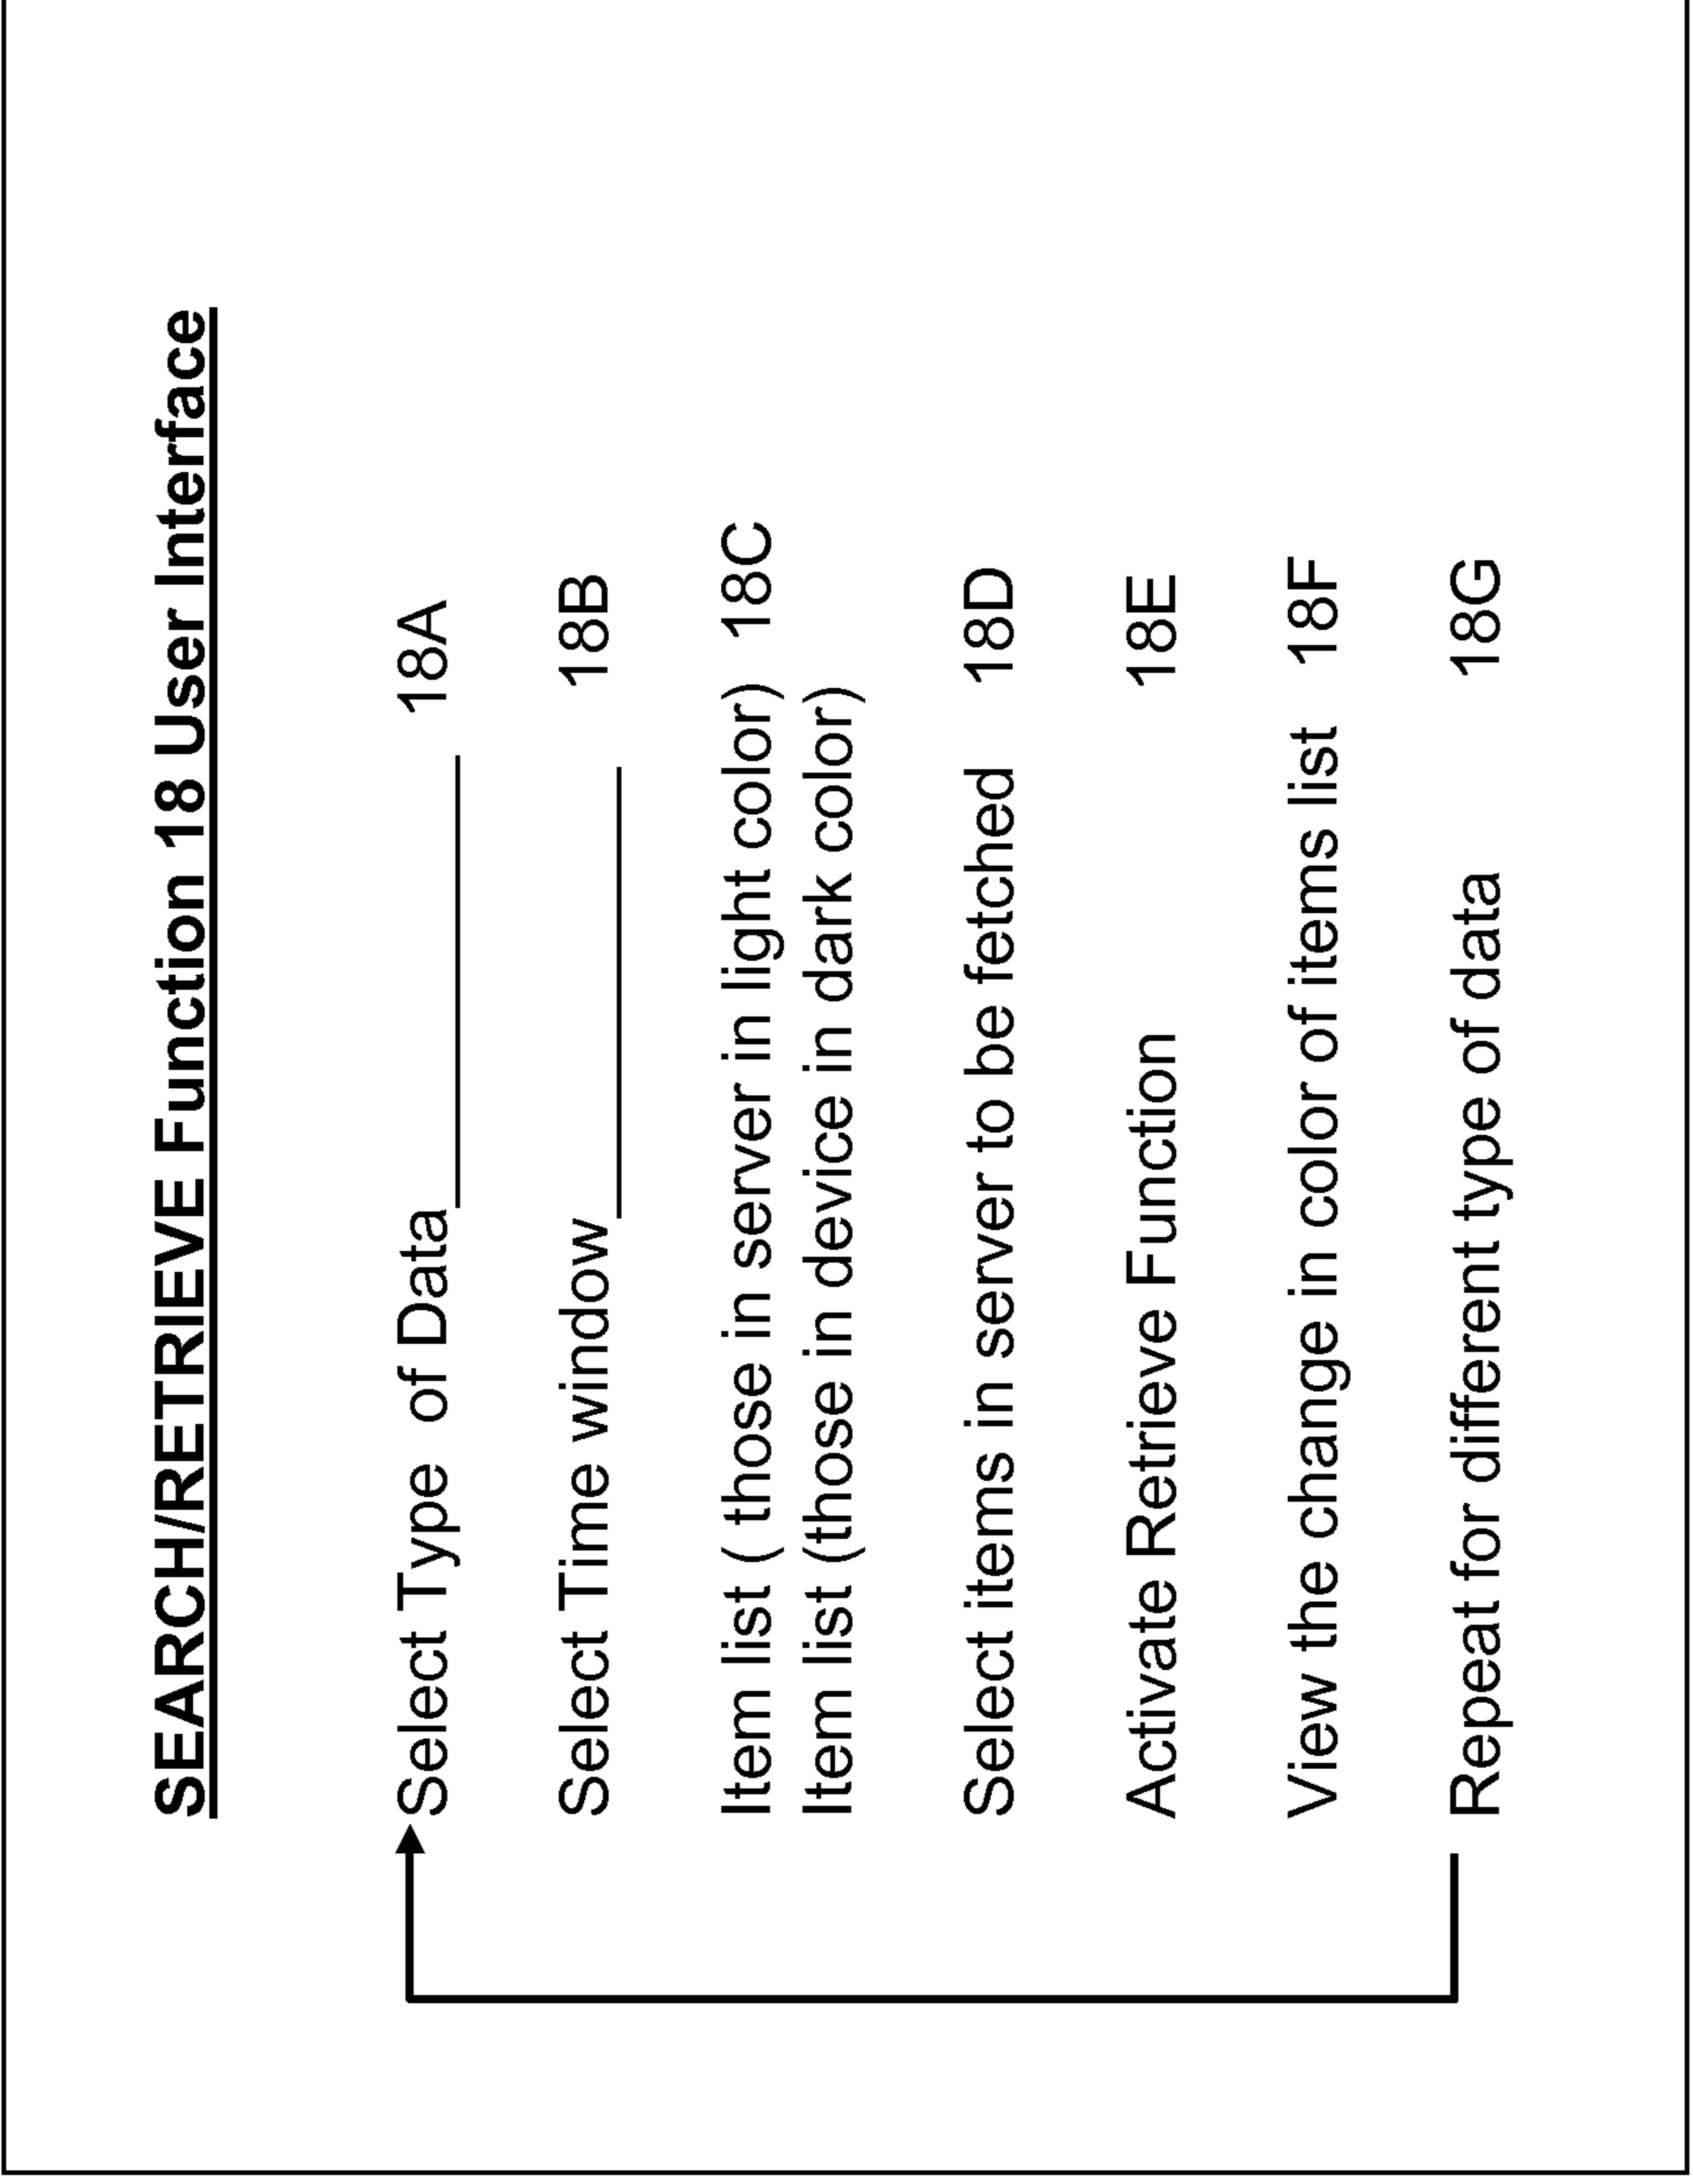 SEARCH/RETRIEVE Function 18 User Interface
Select Type of Data__________ 18A
Select Time window__________ 18B
Item list ( those in server in light color) 18C
Item list (those in device in dark color)
Select items in server to be fetched 18D
Activate Retrieve Function 18E
View the change in color of items list 18F
Repeat for different type of data 18G